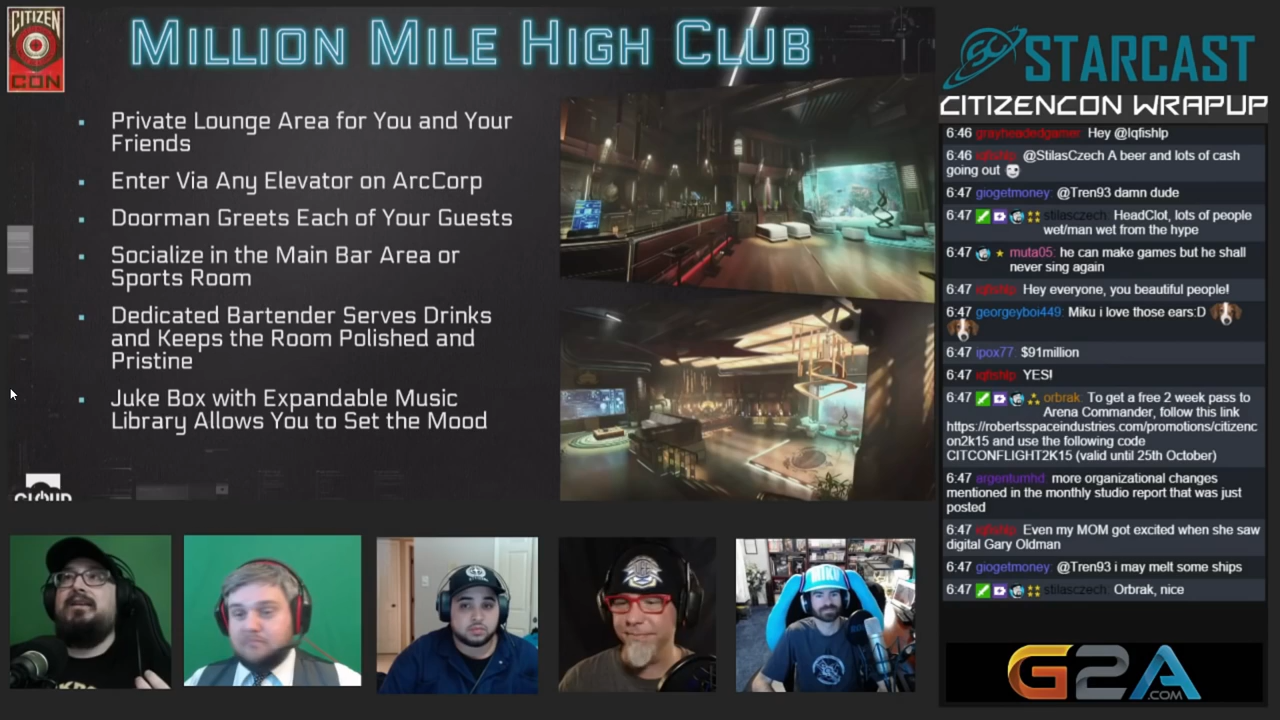 CITIZEN
CON
MILLION MILE HIGH CLUB
Private Lounge Area for You and Your
Friends
Enter Via Any Elevator on ArcCorp
Doorman Greets Each of Your Guests
Socialize in the Main Bar Area or
Sports Room
Dedicated Bartender Serves Drinks
and Keeps the Room Polished and
Pristine
Juke Box with Expandable Music
Library Allows You to Set the Mood
CLOUD
MIKU
STARCAST
CITIZENCON WRAPUP
6:46 grayheadedgamer: Hey @Iqfishlp
6:46 iqfishlp: @StilasCzech A beer and lots of cash
going out
6:47 giogetmoney: @Tren93 damn dude
6:47 stilasczech: HeadClot, lots of people
wet/man wet from the hype
6:47 muta05: he can make games but he shall
never sing again
6:47 iqfishlp: Hey everyone, you beautiful people!
6:47 georgeyboi449: Miku i love those ears:D
6:47 ipox77: $91million
6:47 iqfishlp: YES!
6:47 orbrak: To get a free 2 week pass to
Arena Commander, follow this link
https://robertsspaceindustries.com/promotions/citizenc
on2k15 and use the following code
CITCONFLIGHT2K15 (valid until 25th October)
6:47 argentumhd: more organizational changes
mentioned in the monthly studio report that was just
posted
6:47 iqfishlp: Even my MOM got excited when she saw
digital Gary Oldman
6:47 giogetmoney: @Tren93 i may melt some ships
6:47 stilasczech: Orbrak, nice
G2A
.COM